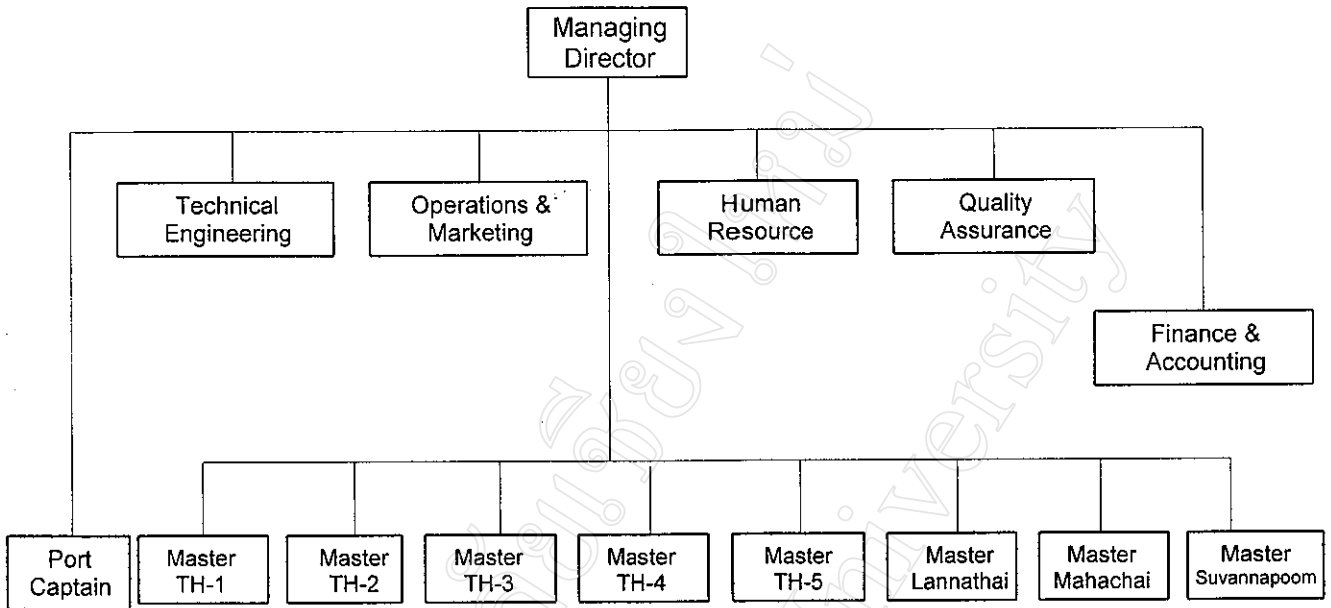 Managing
Director
Technical
Engineering
Operations &
Marketing
Human
Resource
Quality
Assurance
Finance &
Accounting
Port
Captain
Master
TH-1
Master
TH-2
Master
TH-3
Master
TH-4
Master
TH-5
Master
Lannathai
Master
Mahachai
Master
Suvannapoom
University